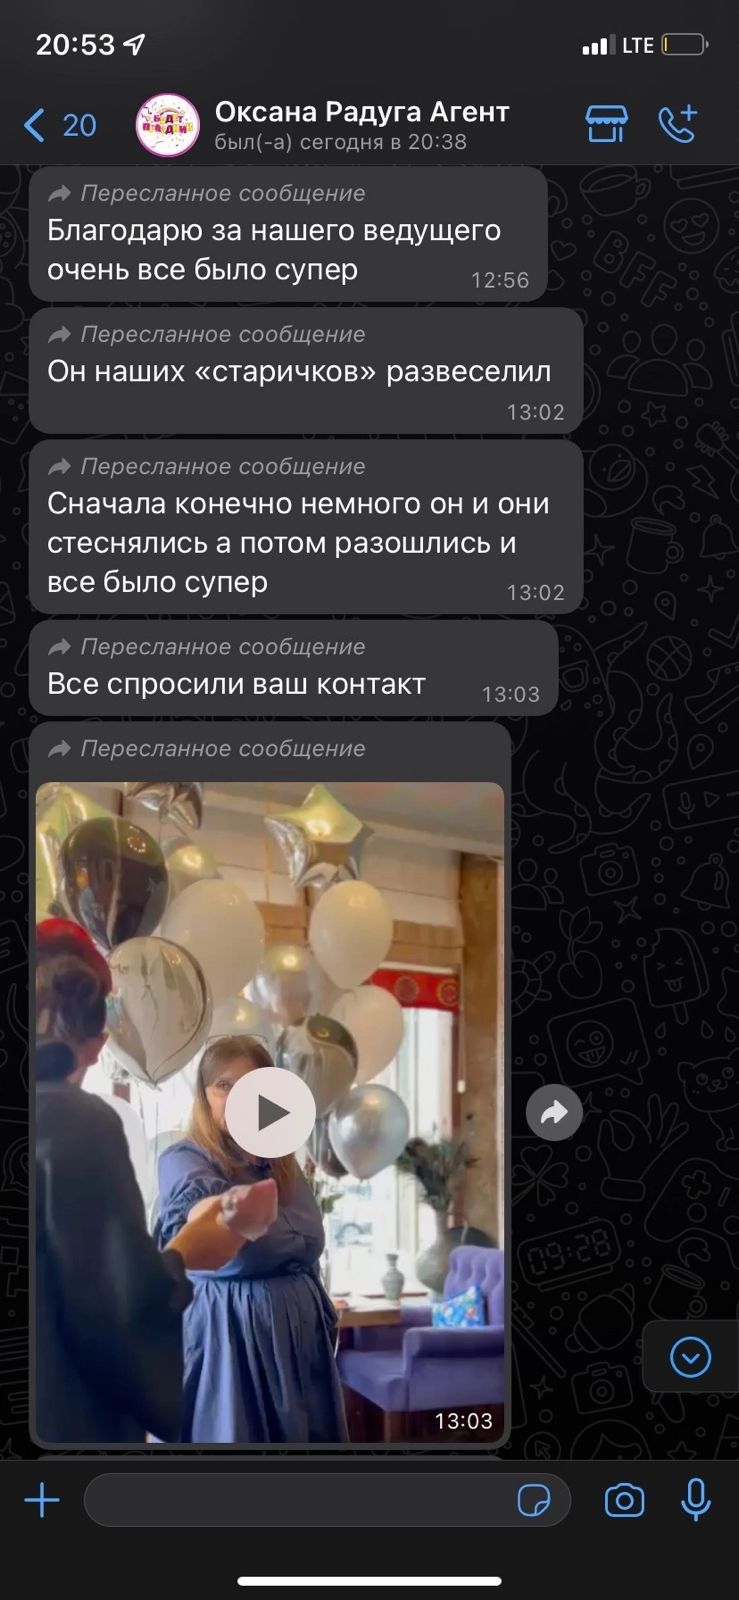 20:53
LTE
20
Оксана Радуга Агент
был(-а) сегодня в 20:38
Пересланное сообщение
Благодарю за нашего ведущего
очень все было супер
12:56
Пересланное сообщение
Он наших «старичков» развеселил
13:02
Пересланное сообщение
Сначала конечно немного он и они
стеснялись а потом разошлись и
все было супер
13:02
Пересланное сообщение
Все спросили ваш контакт
13:03
Пересланное сообщение
13:03
BFF
09:28